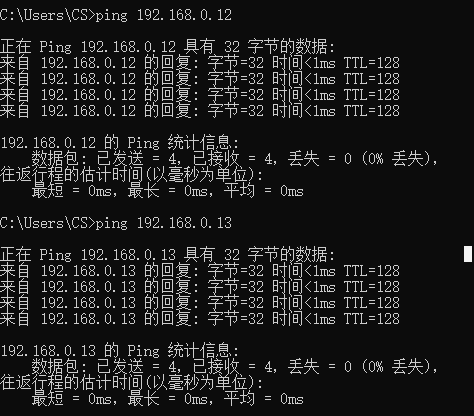 C:\Users\CS>ping 192.168.0.12
正在 Ping 192.168.0.12 具有 32 字节的数据:
来自 192.168.0.12 的回复: 字节=32 时间<1ms TTL=128
来自 192.168.0.12 的回复: 字节=32 时间<1ms TTL=128
来自 192.168.0.12 的回复: 字节=32 时间<1ms TTL=128
来自 192.168.0.12 的回复: 字节=32 时间<1ms TTL=128
192.168.0.12 的 Ping 统计信息:
数据包: 已发送 = 4, 已接收 = 4, 丢失 = 0 (0% 丢失),
往返行程的估计时间(以毫秒为单位):
最短 = 0ms, 最长 = 0ms, 平均 = 0ms
C:\Users\CS>ping 192.168.0.13
正在 Ping 192.168.0.13 具有 32 字节的数据:
来自 192.168.0.13 的回复: 字节=32 时间<1ms TTL=128
来自 192.168.0.13 的回复: 字节=32 时间<1ms TTL=128
来自 192.168.0.13 的回复: 字节=32 时间<1ms TTL=128
来自 192.168.0.13 的回复: 字节=32 时间<1ms TTL=128
192.168.0.13 的 Ping 统计信息:
数据包: 已发送 = 4, 已接收 = 4, 丢失 = 0 (0% 丢失),
往返行程的估计时间(以毫秒为单位):
最短 = 0ms, 最长 = 0ms, 平均 = 0ms